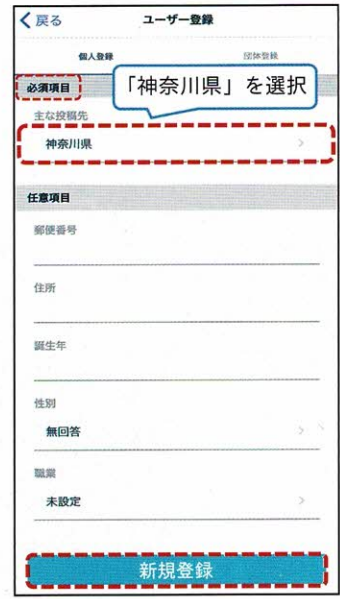 戻る ユーザー登録
個人登録 団体登録
必須項目
「神奈川県」を選択
主な投稿先
神奈川県
任意項目
郵便番号
住所
誕生年
性別
無回答
職業
未設定
新規登録